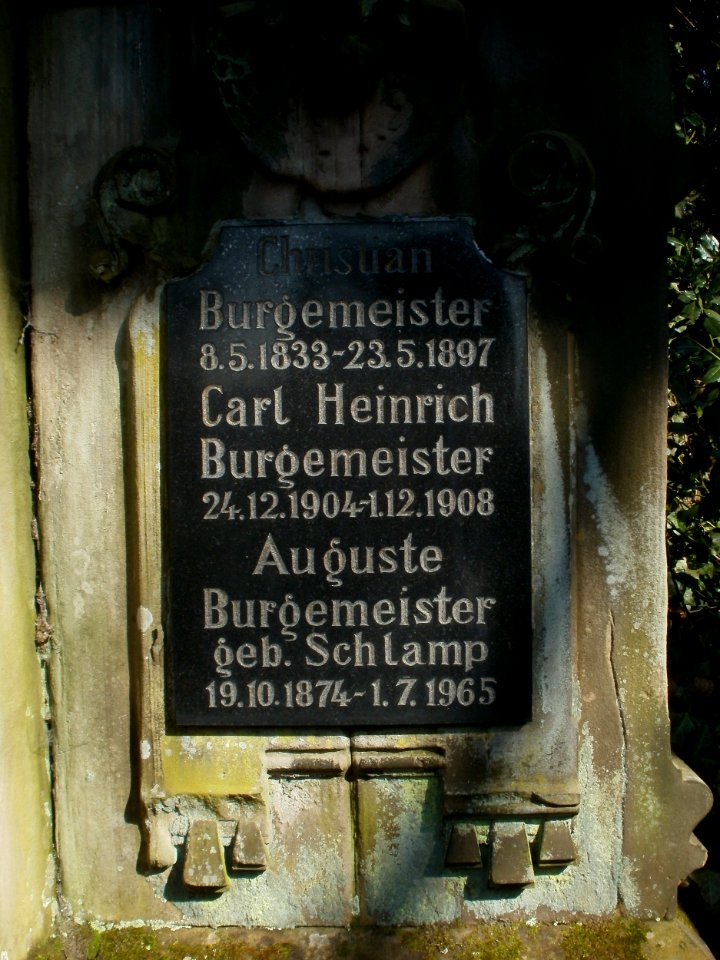 Christian
Burgemeister
8.5.1833-23.5.1897
Carl Heinrich
Burgemeister
24.12.1904-1.12.1908
Auguste
Burgemeister
geb. Schlamp
19.10.1874-1.7.1965